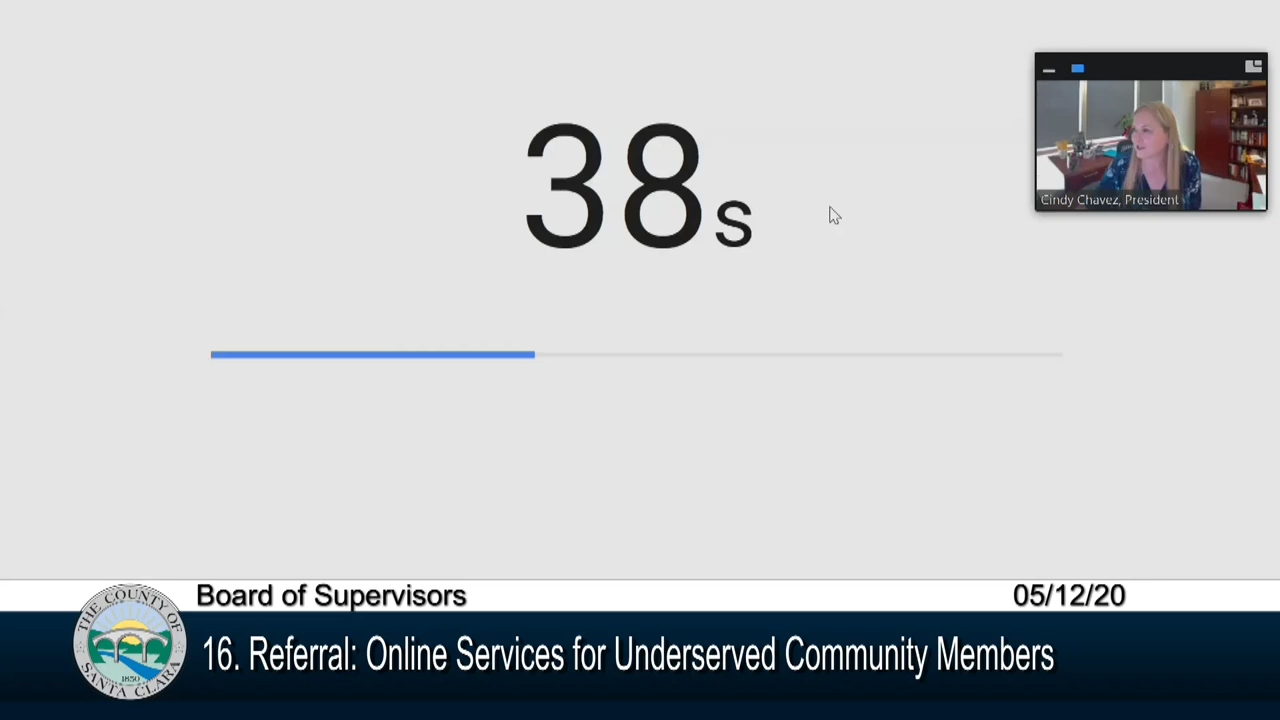 38s
Cindy Chavez, President
Board of Supervisors
05/12/20
THE COUNTY OF
SANTA CLARA
1850
16. Referral: Online Services for Underserved Community Members